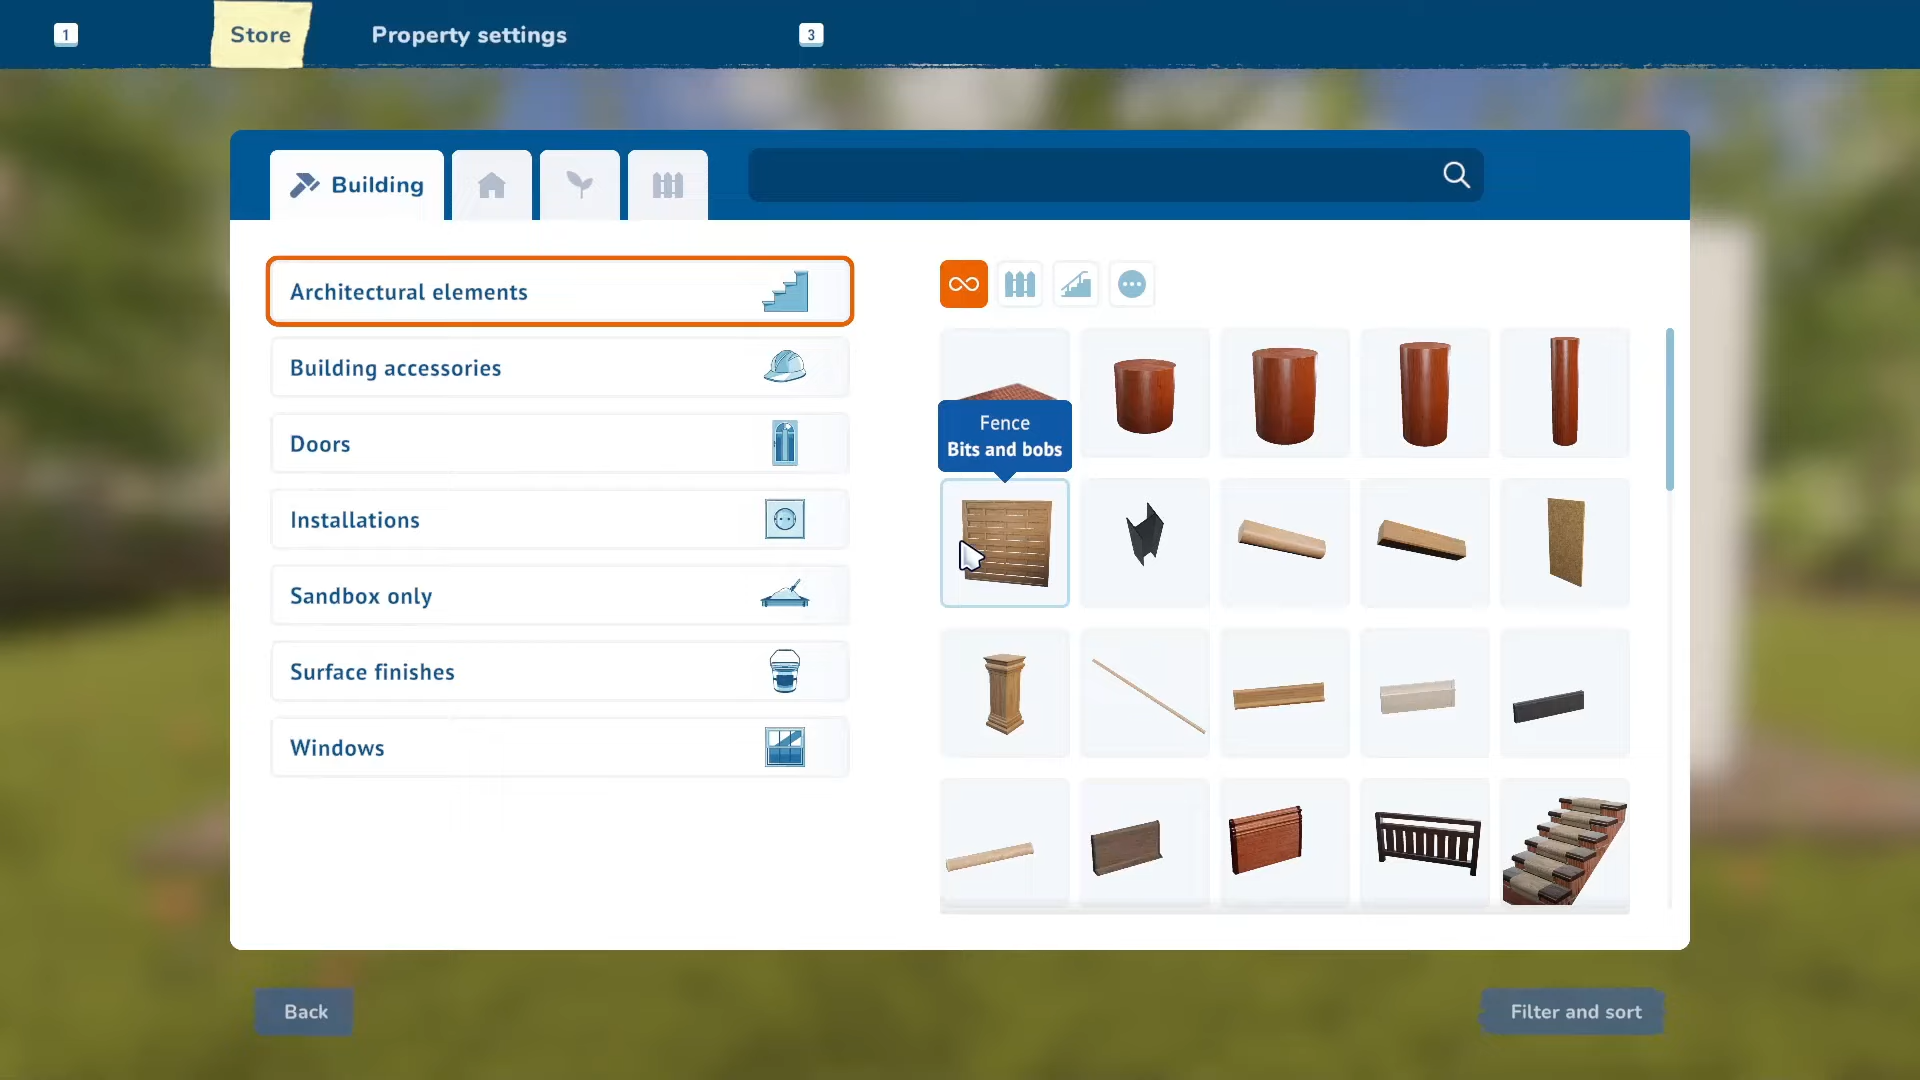 1
Store
Property settings
3
Building
Architectural elements
Building accessories
Doors
Installations
Sandbox only
Surface finishes
Windows
Fence
Bits and bobs
Back
Filter and sort